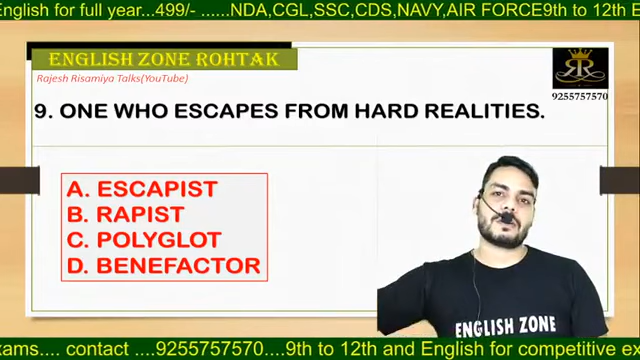 English for full year...499/- ......NDA,CGL,SSC,CDS,NAVY,AIR FORCE9th to 12th E
ENGLISH ZONE ROHTAK
Rajesh Risamiya Talks(YouTube)
9255757570
9. ONE WHO ESCAPES FROM HARD REALITIES.
A. ESCAPIST
B. RAPIST
C. POLYGLOT
D. BENEFACTOR
ENGLISH ZONE
ams.... contact ....9255757570....9th to 12th and English for competitive ex